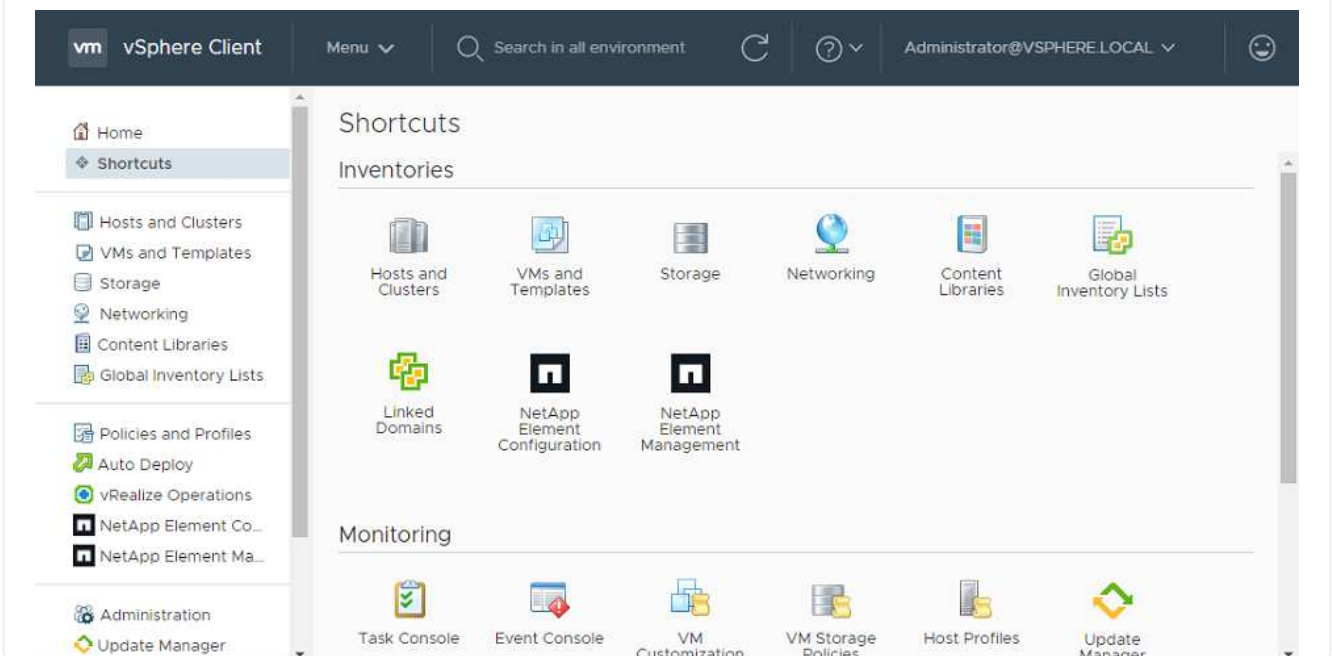 vm vSphere Client Menu Search in all environment Administrator@VSPHERE.LOCAL
Home
Shortcuts
Hosts and Clusters
VMs and Templates
Storage
Networking
Content Libraries
Global Inventory Lists
Policies and Profiles
Auto Deploy
vRealize Operations
NetApp Element Co...
NetApp Element Ma...
Administration
Update Manager
Shortcuts
Inventories
Hosts and
Clusters
VMs and
Templates
Storage
Networking
Content
Libraries
Global
Inventory Lists
Linked
Domains
NetApp
Element
Configuration
NetApp
Element
Management
Monitoring
Task Console
Event Console
VM
Customization
VM Storage
Policies
Host Profiles
Update
Manager